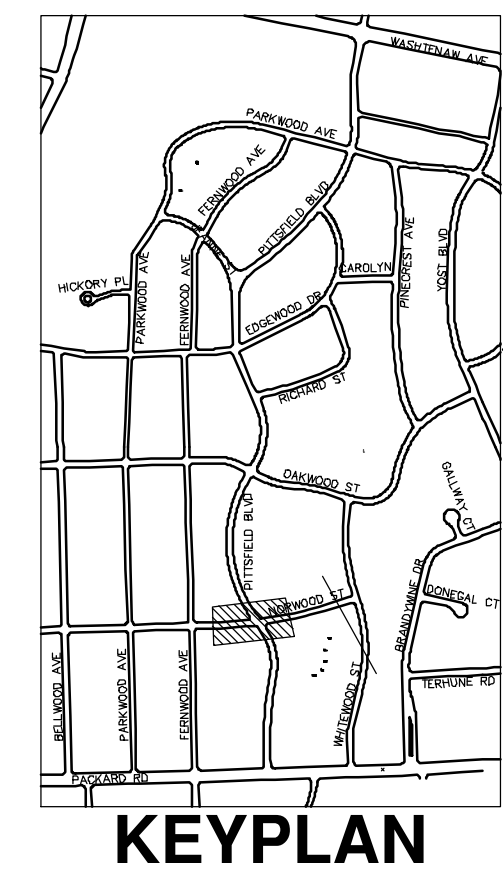 WASHTENAW AVE
PARKWOOD AVE
FERNWOOD AVE
PITTSFIELD BLVD
PINECREST AVE
YOST BLVD
CAROLYN
HICKORY PL
PARKWOOD AVE
FERNWOOD AVE
EDGEWOOD DR
RICHARD ST
OAKWOOD ST
GALLWAY CT
PITTSFIELD BLVD
BRANDYWINE DR
DONEGAL CT
NORWOOD ST
BELLWOOD AVE
PARKWOOD AVE
FERNWOOD AVE
WHITEWOOD ST
TERHUNE RD
PACKARD RD
KEYPLAN